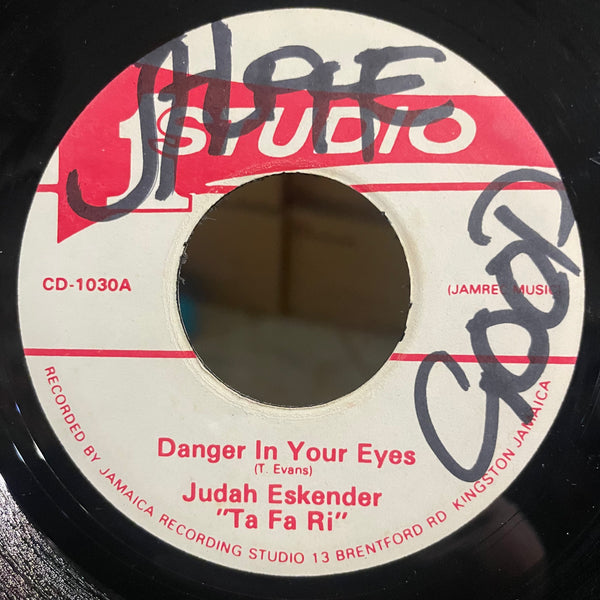 1
STUDIO
CD-1030A
(JAMREC MUSIC
Danger In Your Eyes
(T. Evans)
Judah Eskender
"Ta Fa Ri"
RECORDED BY JAMAICA RECORDING STUDIO 13 BRENTFORD RD KINGSTON JAMAICA